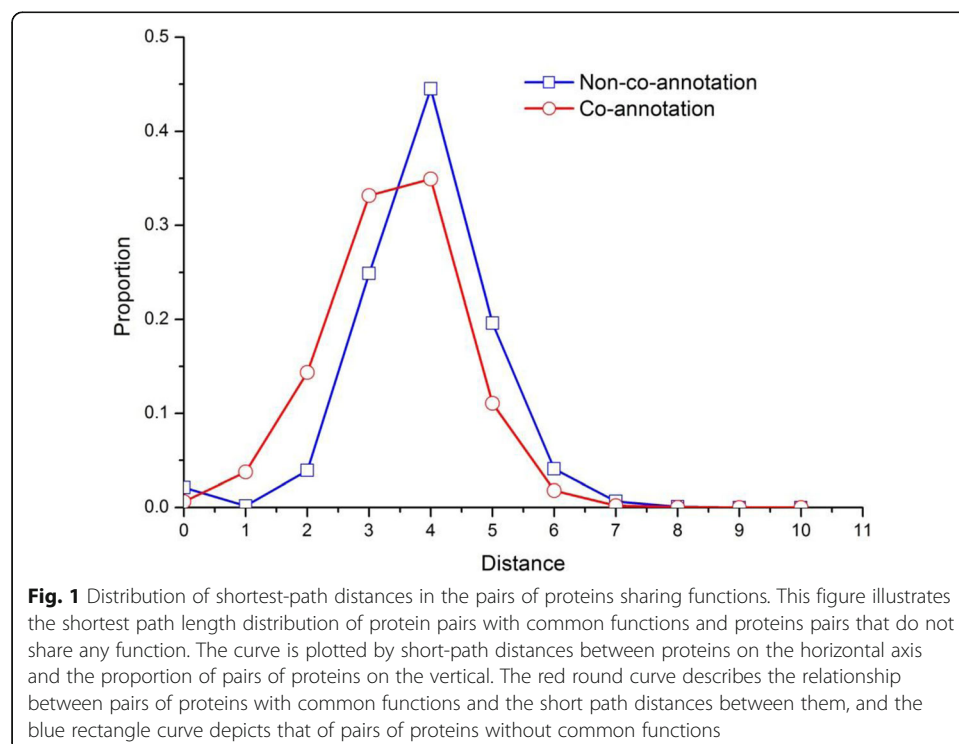 0.5
0.4
0.3
0.2
0.1
0.0
Proportion
Non-co-annotation
Co-annotation
0 1 2 3 4 5 6 7 8 9 10 11
Distance
Fig. 1 Distribution of shortest-path distances in the pairs of proteins sharing functions. This figure illustrates
the shortest path length distribution of protein pairs with common functions and proteins pairs that do not
share any function. The curve is plotted by short-path distances between proteins on the horizontal axis
and the proportion of pairs of proteins on the vertical. The red round curve describes the relationship
between pairs of proteins with common functions and the short path distances between them, and the
blue rectangle curve depicts that of pairs of proteins without common functions